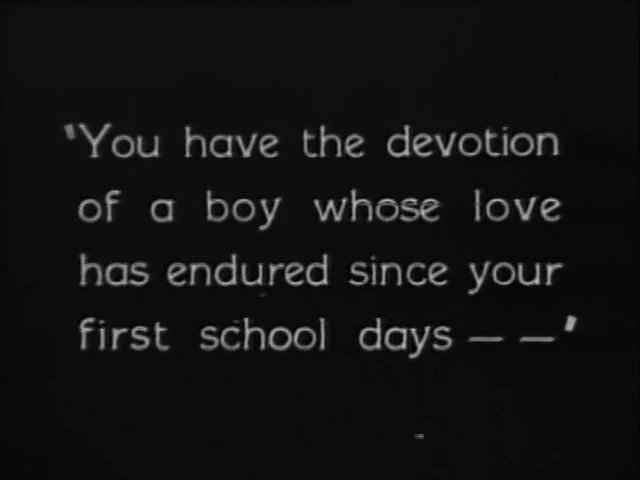 'You have the devotion
of a boy whose love
has endured since your
first school days — —'